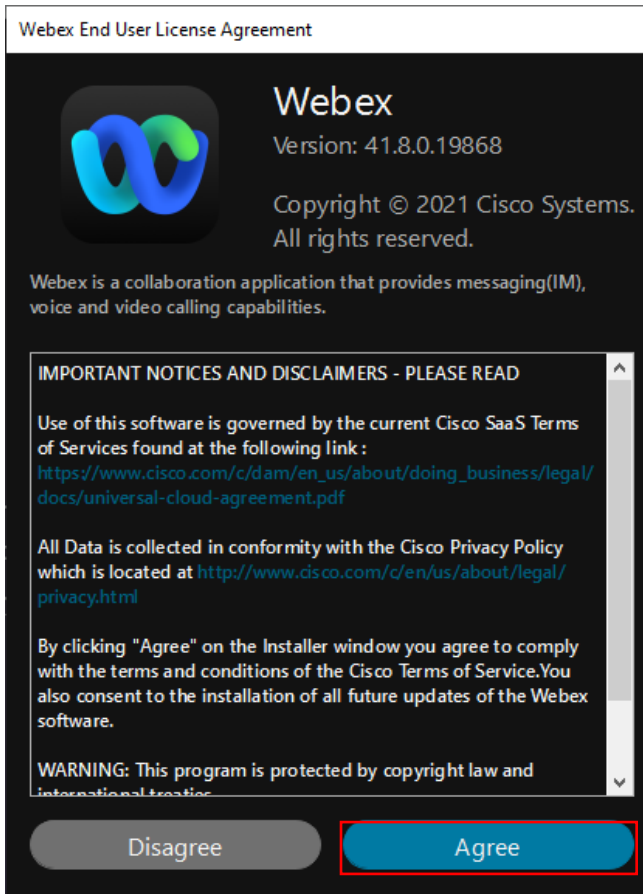 Webex End User License Agreement
Webex
Version: 41.8.0.19868
Copyright © 2021 Cisco Systems.
All rights reserved.
Webex is a collaboration application that provides messaging(IM),
voice and video calling capabilities.
IMPORTANT NOTICES AND DISCLAIMERS - PLEASE READ
Use of this software is governed by the current Cisco SaaS Terms
of Services found at the following link :
https://www.cisco.com/c/dam/en_us/about/doing_business/legal/
docs/universal-cloud-agreement.pdf
All Data is collected in conformity with the Cisco Privacy Policy
which is located at http://www.cisco.com/c/en/us/about/legal/
privacy.html
By clicking "Agree" on the Installer window you agree to comply
with the terms and conditions of the Cisco Terms of Service.You
also consent to the installation of all future updates of the Webex
software.
WARNING: This program is protected by copyright law and
international treaties
Disagree
Agree